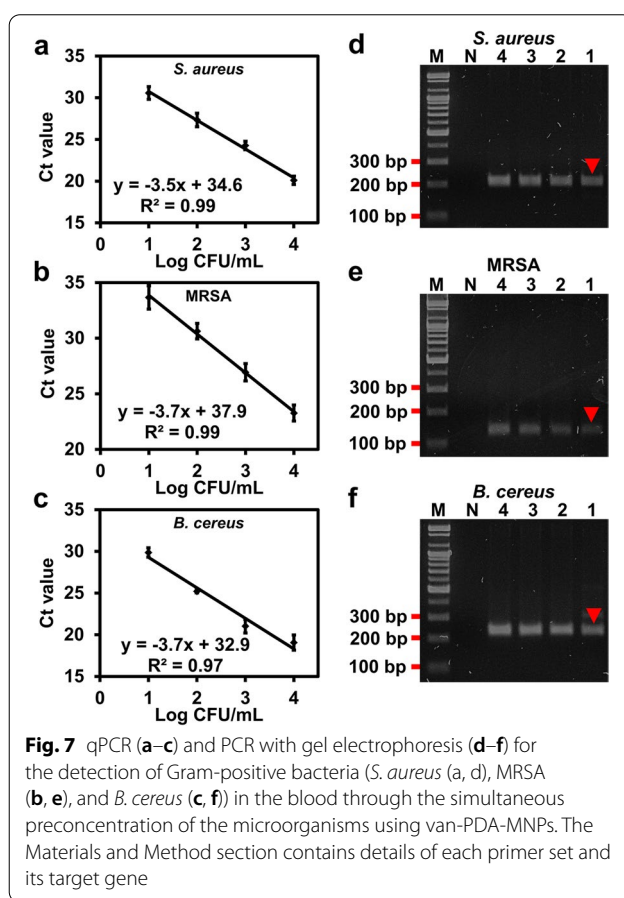 a
S. aureus
Ct value
35
30
25
20
15
y = -3.5x + 34.6
R² = 0.99
0 1 2 3 4
Log CFU/mL
b
MRSA
Ct value
35
30
25
20
y = -3.7x + 37.9
R² = 0.99
0 1 2 3 4
Log CFU/mL
c
B. cereus
Ct value
35
30
25
20
15
y = -3.7x + 32.9
R² = 0.97
0 1 2 3 4
Log CFU/mL
d
S. aureus
M N 4 3 2 1
300 bp
200 bp
100 bp
e
MRSA
M N 4 3 2 1
300 bp
200 bp
100 bp
f
B. cereus
M N 4 3 2 1
300 bp
200 bp
100 bp
Fig. 7 qPCR (a–c) and PCR with gel electrophoresis (d–f) for
the detection of Gram-positive bacteria (S. aureus (a, d), MRSA
(b, e), and B. cereus (c, f)) in the blood through the simultaneous
preconcentration of the microorganisms using van-PDA-MNPs. The
Materials and Method section contains details of each primer set and
its target gene